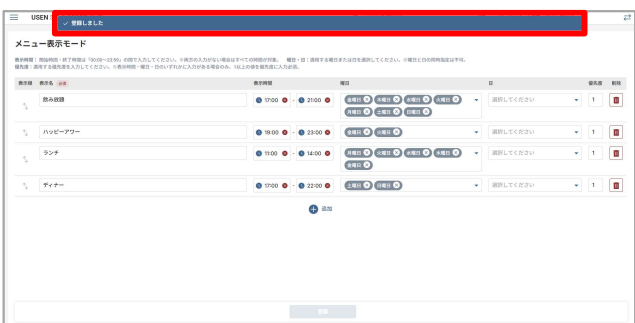 USEN
✓ 登録しました
メニュー表示モード
表示時間： 開始時間・終了時間は「00:00〜23:59」の間で入力してください。※両方の入力がない場合はすべての時間が対象。 曜日・日：適用する曜日または日を選択してください。※曜日と日の同時指定は不可。
優先度：適用する優先度を入力してください。※表示時間・曜日・日のいずれかに入力がある場合のみ、1以上の値を優先度に入力必須。
表示順 表示名 必須 表示時間 曜日 日 優先度 削除
飲み放題 17:00 - 21:00 金曜日 木曜日 水曜日 火曜日 選択してください 1
月曜日 土曜日 日曜日
ハッピーアワー 19:00 - 23:00 金曜日 火曜日 選択してください 1
ランチ 11:00 - 14:00 月曜日 火曜日 水曜日 木曜日 選択してください 1
金曜日
ディナー 17:00 - 22:00 土曜日 日曜日 選択してください 1
追加
登録